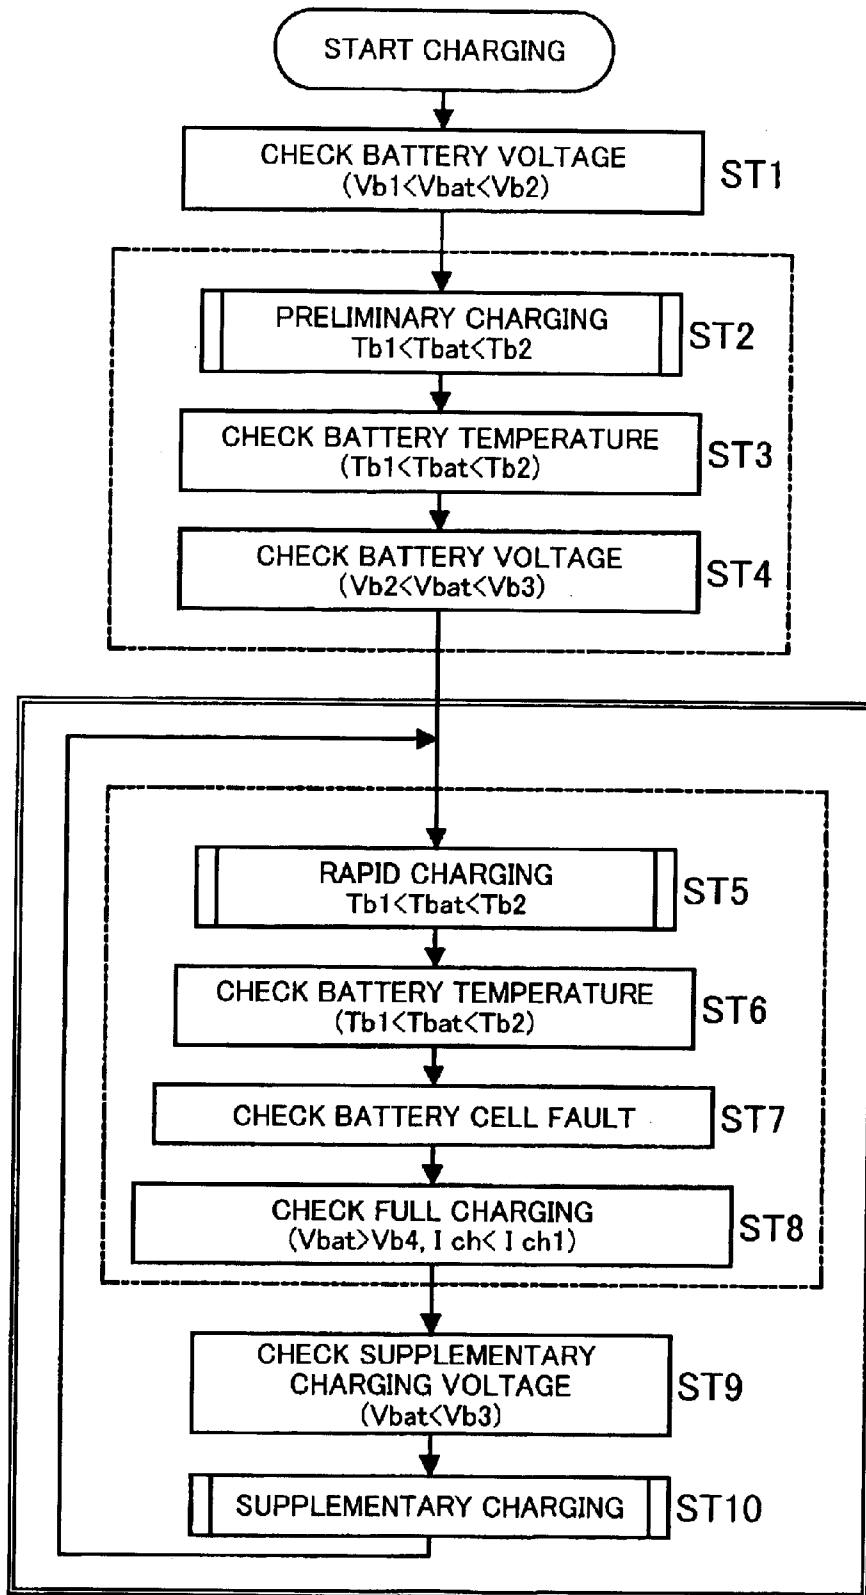 START CHARGING
CHECK BATTERY VOLTAGE
(Vb1<Vbat<Vb2)
ST1
PRELIMINARY CHARGING
Tb1<Tbat<Tb2
ST2
CHECK BATTERY TEMPERATURE
(Tb1<Tbat<Tb2)
ST3
CHECK BATTERY VOLTAGE
(Vb2<Vbat<Vb3)
ST4
RAPID CHARGING
Tb1<Tbat<Tb2
ST5
CHECK BATTERY TEMPERATURE
(Tb1<Tbat<Tb2)
ST6
CHECK BATTERY CELL FAULT
ST7
CHECK FULL CHARGING
(Vbat>Vb4, I ch< I ch1)
ST8
CHECK SUPPLEMENTARY
CHARGING VOLTAGE
(Vbat<Vb3)
ST9
SUPPLEMENTARY CHARGING
ST10